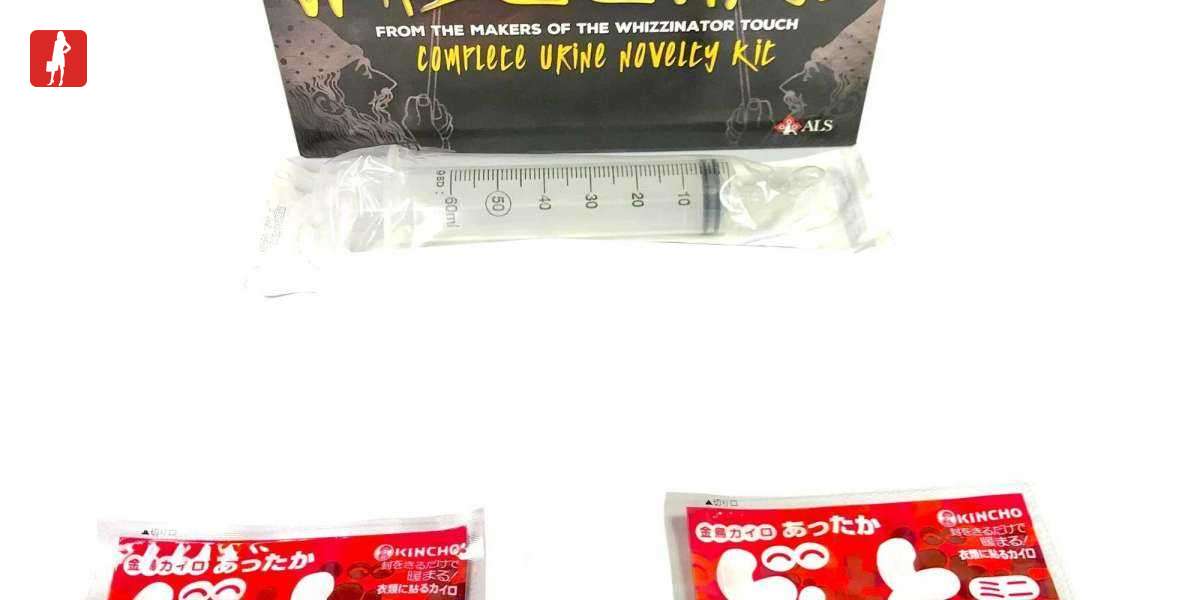 FROM THE MAKERS OF THE WHIZZINATOR TOUCH
COMPLETE URINE NOVELTY KIT
ALS
60ml 50 40 30 20 10
▲切り口
金鳥カイロ あったか
KINCHO
封をきるだけで
暖まる!
衣類に貼るカイロ
▲切り口
金鳥カイロ あったか
KINCHO
封をきるだけで
暖まる!
衣類に貼るカイロ
ミニ